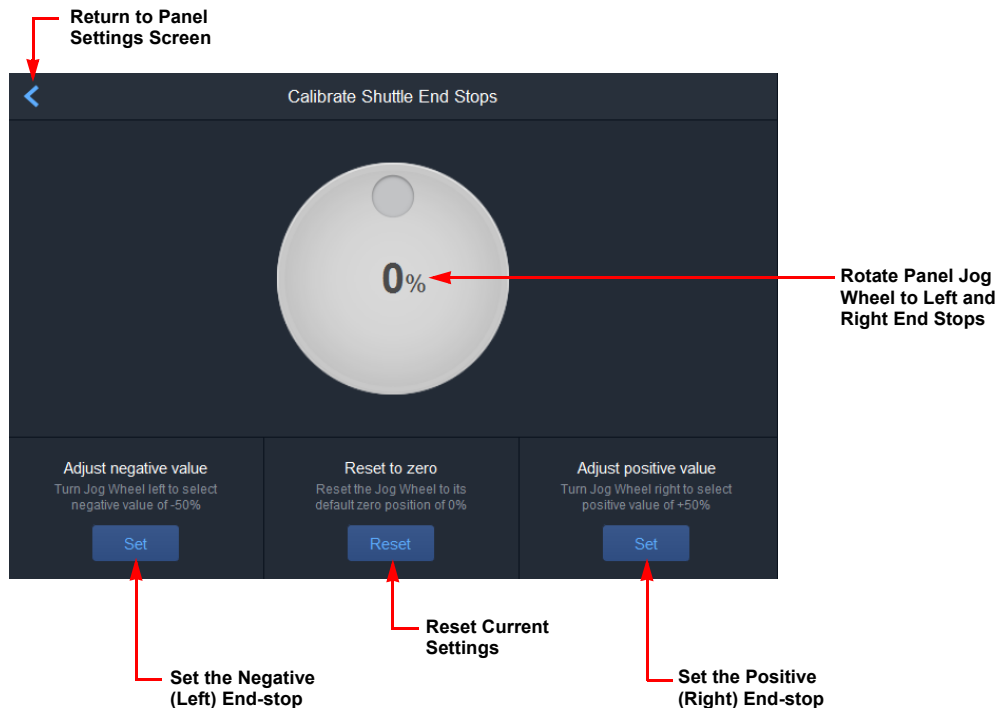 Return to Panel
Settings Screen
Calibrate Shuttle End Stops
0%
Rotate Panel Jog
Wheel to Left and
Right End Stops
Adjust negative value
Turn Jog Wheel left to select
negative value of -50%
Set
Reset to zero
Reset the Jog Wheel to its
default zero position of 0%
Reset
Adjust positive value
Turn Jog Wheel right to select
positive value of +50%
Set
Reset Current
Settings
Set the Negative
(Left) End-stop
Set the Positive
(Right) End-stop